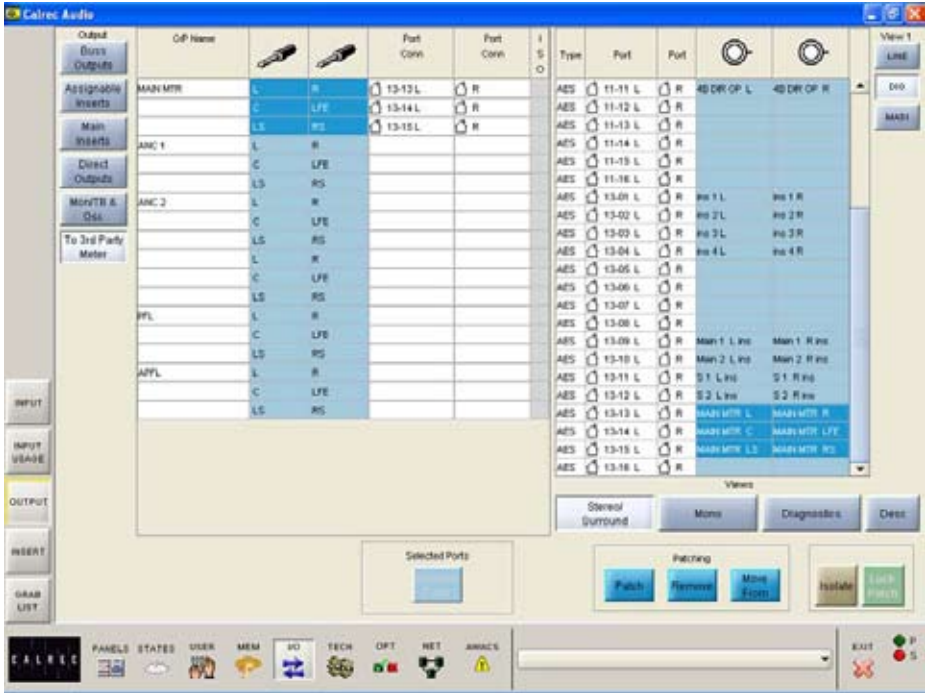 Calrec Audio
Output
Buss Outputs
Assignable Inserts
Main Inserts
Direct Outputs
Mon/TB & Osc
To 3rd Party Meter
INPUT
INPUT USAGE
OUTPUT
INSERT
GRAB LIST
O/P Name Port Conn Port Conn ISO
MAIN MTR L R 13-13 L R
C LFE 13-14 L R
LS RS 13-15 L R
ANC 1 L R
C LFE
LS RS
ANC 2 L R
C LFE
LS RS
L R
C LFE
LS RS
PFL L R
C LFE
LS RS
APFL L R
C LFE
LS RS
Type Port Port
AES 11-11 L R 48 DIR OP L 48 DIR OP R
AES 11-12 L R
AES 11-13 L R
AES 11-14 L R
AES 11-15 L R
AES 11-16 L R
AES 13-01 L R ins 1 L ins 1 R
AES 13-02 L R ins 2 L ins 2 R
AES 13-03 L R ins 3 L ins 3 R
AES 13-04 L R ins 4 L ins 4 R
AES 13-05 L R
AES 13-06 L R
AES 13-07 L R
AES 13-08 L R
AES 13-09 L R Main 1 L ins Main 1 R ins
AES 13-10 L R Main 2 L ins Main 2 R ins
AES 13-11 L R S 1 L ins S 1 R ins
AES 13-12 L R S 2 L ins S 2 R ins
AES 13-13 L R MAIN MTR L MAIN MTR R
AES 13-14 L R MAIN MTR C MAIN MTR LFE
AES 13-15 L R MAIN MTR LS MAIN MTR RS
AES 13-16 L R
View 1
LINE
DIG
MADI
Views
Stereo/ Surround
Mono
Diagnostics
Desc
Selected Ports
Patching
Patch
Remove
Move From
Isolate
Lock Patch
CALREC
PANELS STATES USER MEM I/O TECH OPT NET AWACS
EXIT
P
S